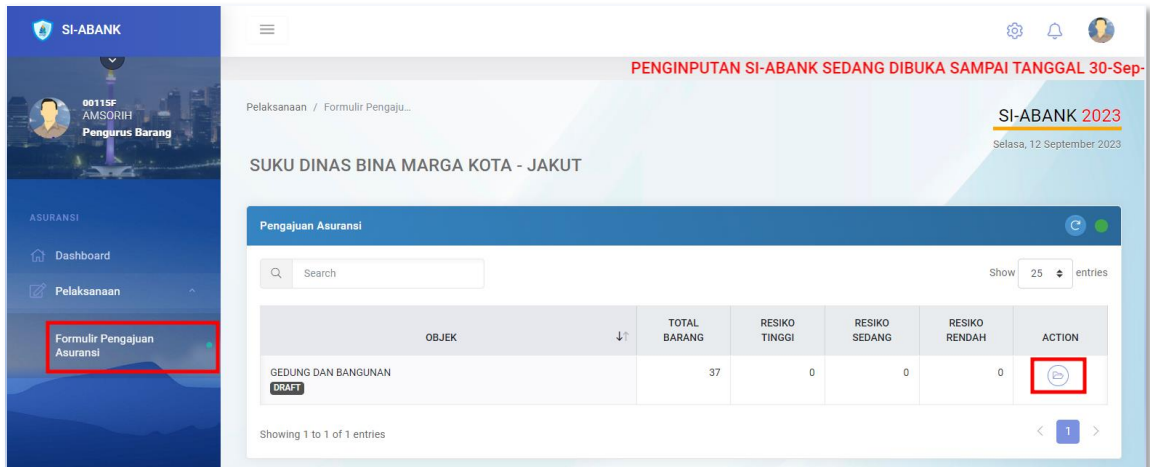 SI-ABANK
PENGINPUTAN SI-ABANK SEDANG DIBUKA SAMPAI TANGGAL 30-Sep-
00115F
AMSORIH
Pengurus Barang
Pelaksanaan / Formulir Pengaju...
SI-ABANK 2023
Selasa, 12 September 2023
SUKU DINAS BINA MARGA KOTA - JAKUT
ASURANSI
Dashboard
Pelaksanaan
Formulir Pengajuan
Asuransi
Pengajuan Asuransi
Search
Show 25 entries
OBJEK TOTAL BARANG RESIKO TINGGI RESIKO SEDANG RESIKO RENDAH ACTION
GEDUNG DAN BANGUNAN 37 0 0 0
DRAFT
Showing 1 to 1 of 1 entries
< 1 >